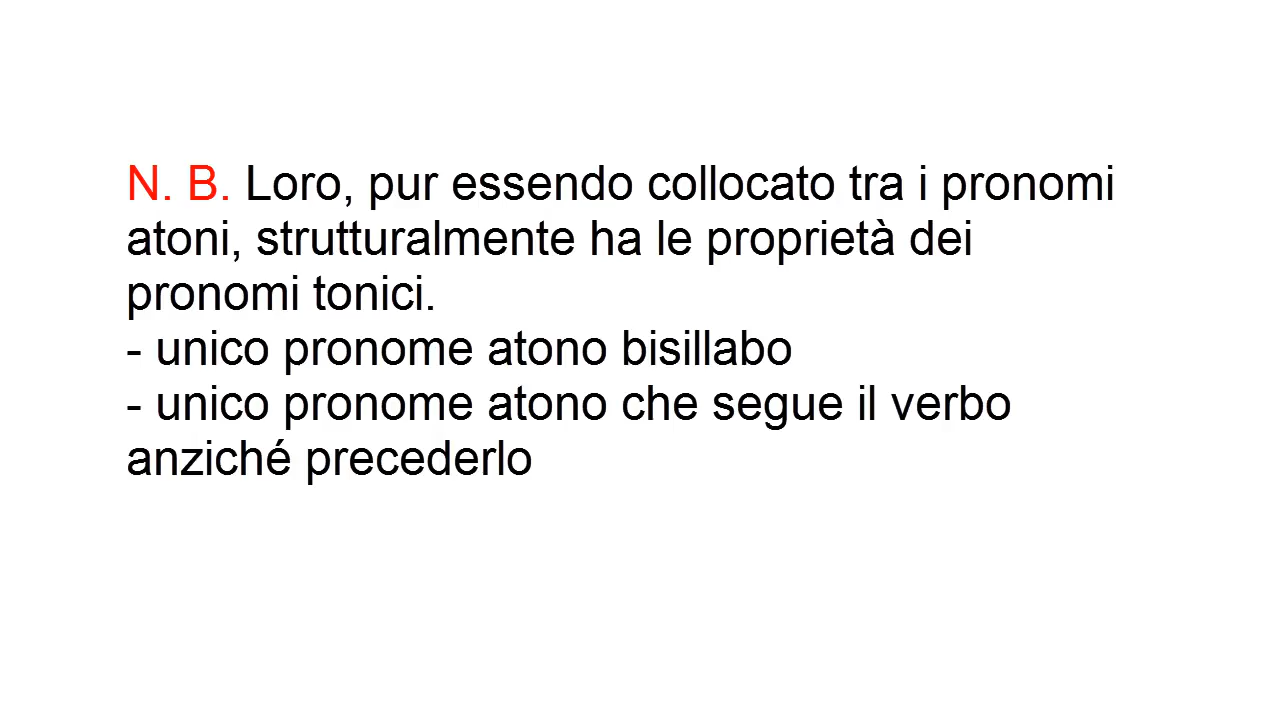 N. B. Loro, pur essendo collocato tra i pronomi
atoni, strutturalmente ha le proprietà dei
pronomi tonici.
- unico pronome atono bisillabo
- unico pronome atono che segue il verbo
anziché precederlo